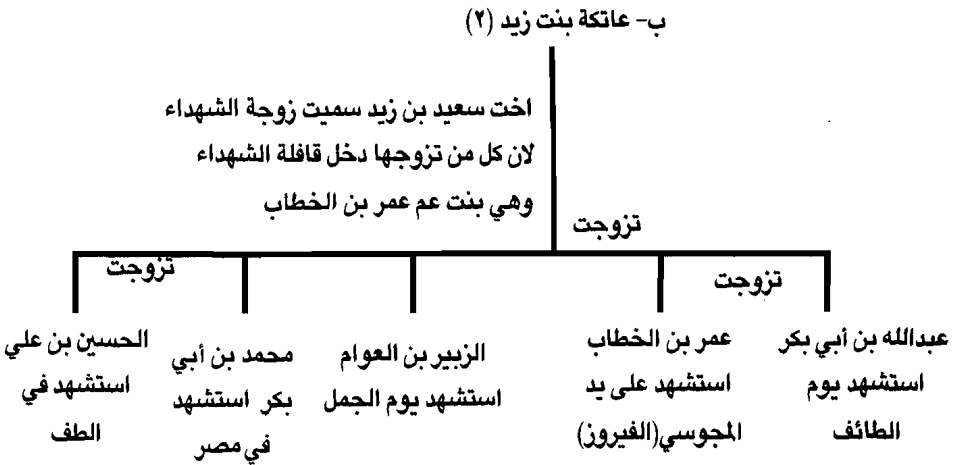 ب- عاتكة بنت زيد (٢)
اخت سعيد بن زيد سميت زوجة الشهداء
لان كل من تزوجها دخل قافلة الشهداء
وهي بنت عم عمر بن الخطاب
تزوجت
تزوجت
تزوجت
عبدالله بن أبي بكر
استشهد يوم
الطائف
عمر بن الخطاب
استشهد على يد
المجوسي(الفيروز)
الزبير بن العوام
استشهد يوم الجمل
محمد بن أبي
بكر استشهد
في مصر
الحسين بن علي
استشهد في
الطف